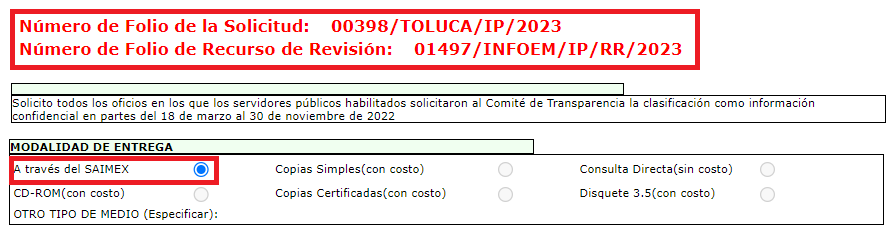 Número de Folio de la Solicitud: 00398/TOLUCA/IP/2023
Número de Folio de Recurso de Revisión: 01497/INFOEM/IP/RR/2023
Solicito todos los oficios en los que los servidores públicos habilitados solicitaron al Comité de Transparencia la clasificación como información
confidencial en partes del 18 de marzo al 30 de noviembre de 2022
MODALIDAD DE ENTREGA
A través del SAIMEX Copias Simples(con costo) Consulta Directa(sin costo)
CD-ROM(con costo) Copias Certificadas(con costo) Disquete 3.5(con costo)
OTRO TIPO DE MEDIO (Especificar):